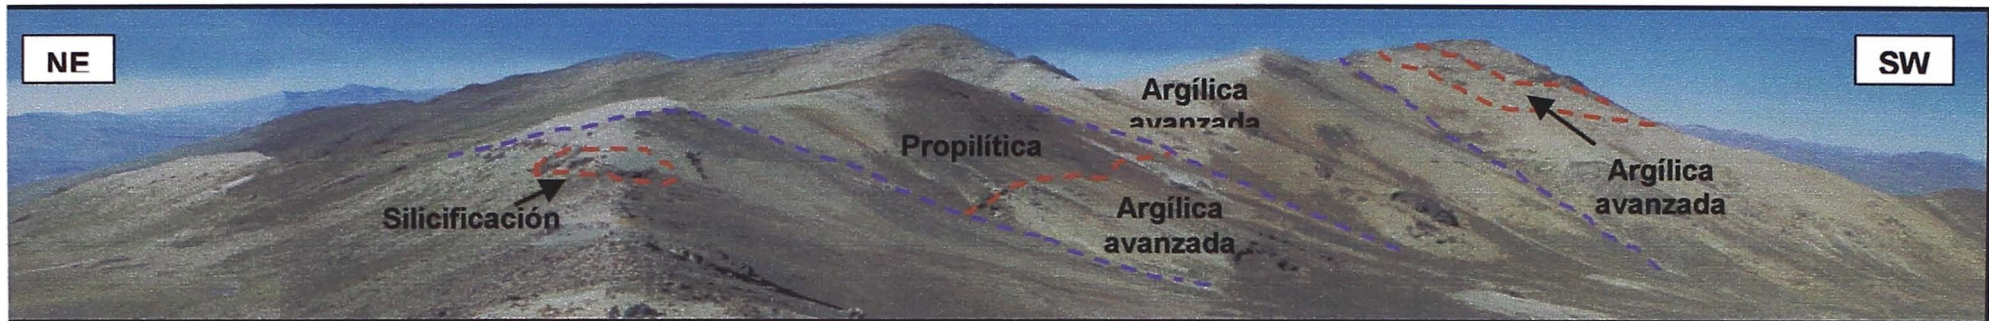 NE
SW
Argílica
avanzada
Propilítica
Argílica
avanzada
Silicificación
Argílica
avanzada